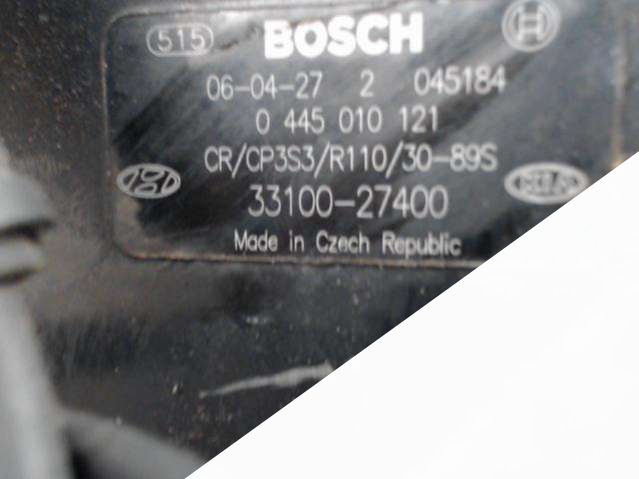 515 BOSCH
06-04-27 2 045184
0 445 010 121
CR/CP3S3/R110/30-89S
33100-27400
Made in Czech Republic